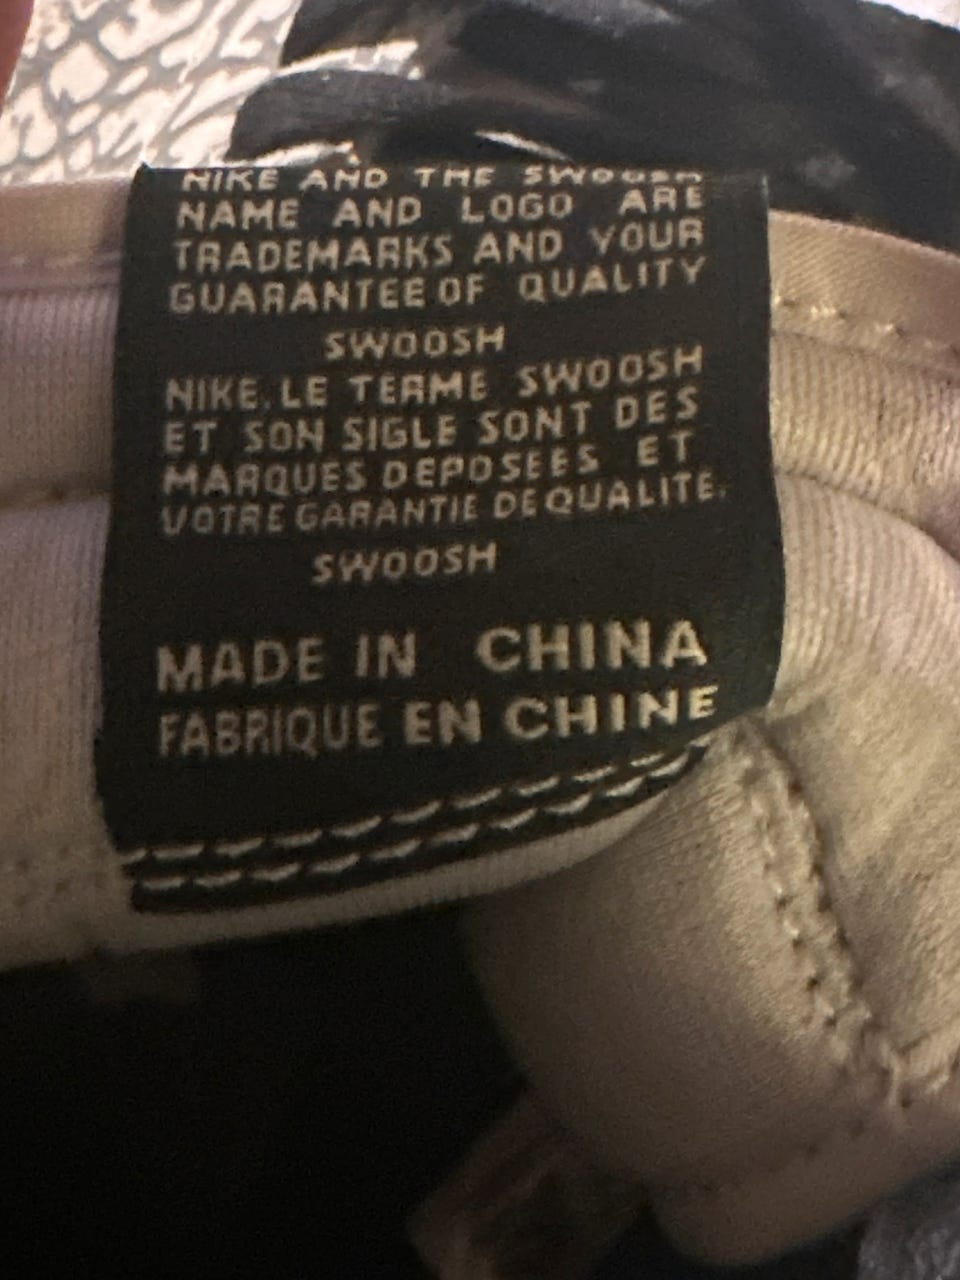 NIKE AND THE SWOOSH
NAME AND LOGO ARE
TRADEMARKS AND YOUR
GUARANTEE OF QUALITY
SWOOSH
NIKE, LE TERME SWOOSH
ET SON SIGLE SONT DES
MARQUES DEPOSEES ET
VOTRE GARANTIE DE QUALITE.
SWOOSH
MADE IN CHINA
FABRIQUE EN CHINE